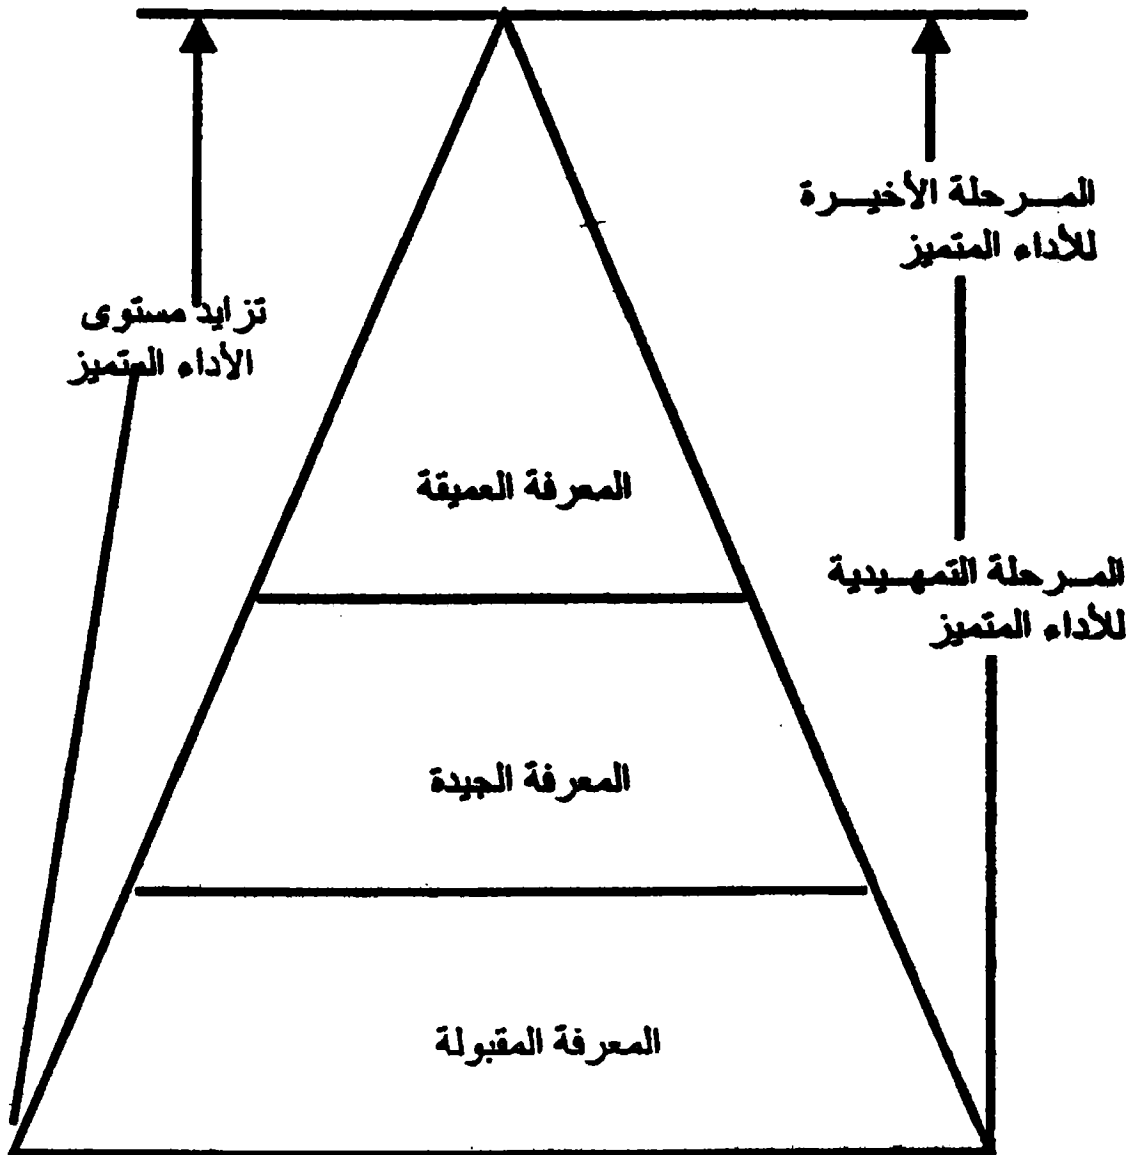 المرحلة الأخيرة
للأداء المتميز
تزايد مستوى
الأداء المتميز
المعرفة العميقة
المرحلة التمهيدية
للأداء المتميز
المعرفة الجيدة
المعرفة المقبولة